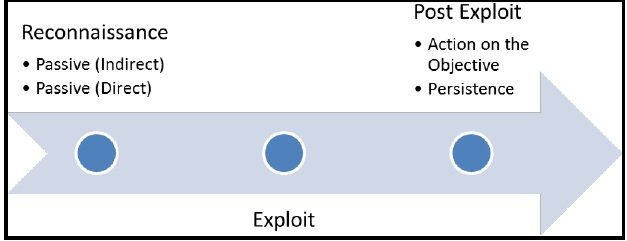 Reconnaissance
• Passive (Indirect)
• Passive (Direct)
Post Exploit
• Action on the
Objective
• Persistence
Exploit